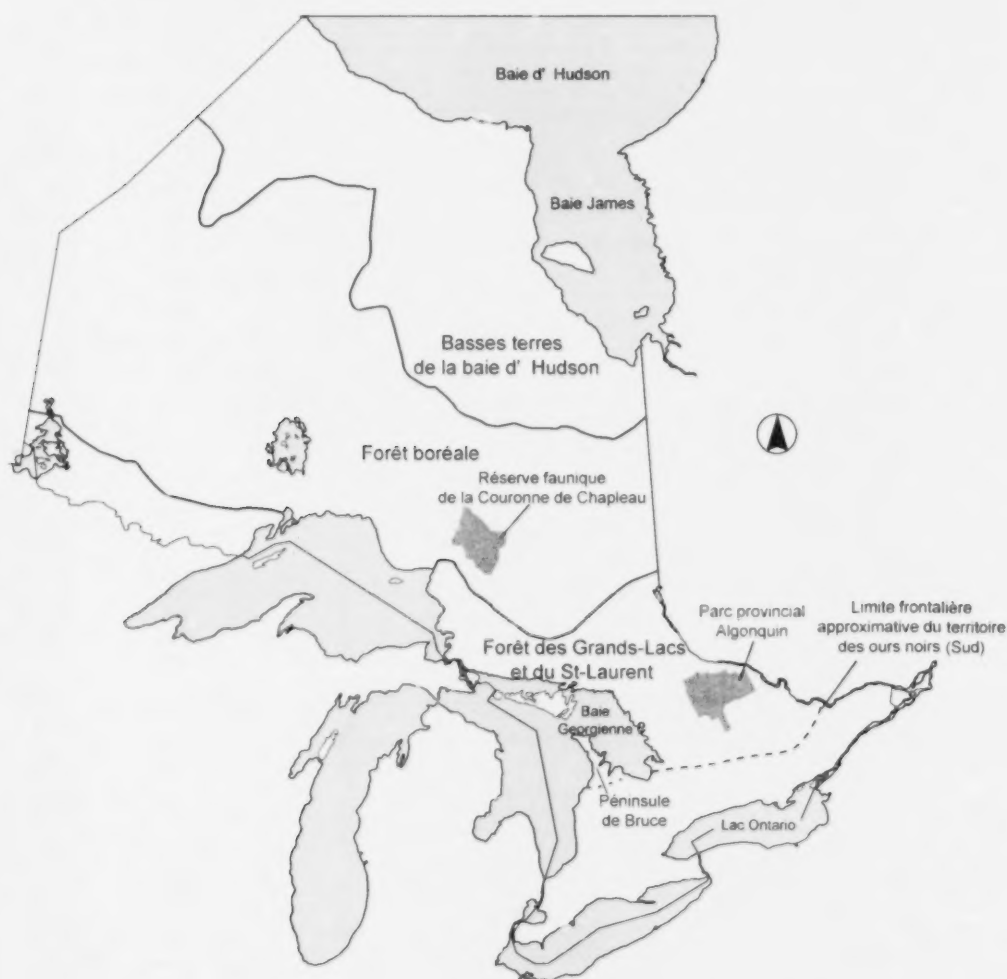 Baie d' Hudson
Baie James
Basses terres
de la baie d' Hudson
Forêt boréale
Réserve faunique
de la Couronne de Chapleau
Parc provincial
Algonquin
Limite frontalière
approximative du territoire
des ours noirs (Sud)
Forêt des Grands-Lacs
et du St-Laurent
Baie
Georgienne
Péninsule
de Bruce
Lac Ontario